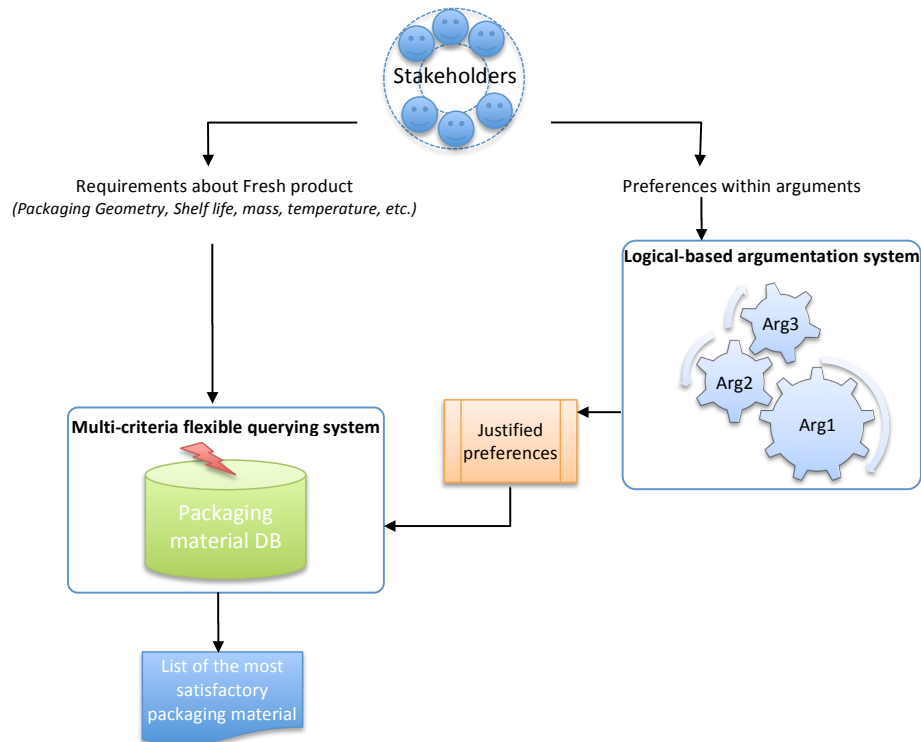 Stakeholders
Requirements about Fresh product
(Packaging Geometry, Shelf life, mass, temperature, etc.)
Preferences within arguments
Logical-based argumentation system
Arg3
Arg2
Arg1
Justified
preferences
Multi-criteria flexible querying system
Packaging
material DB
List of the most
satisfactory
packaging material